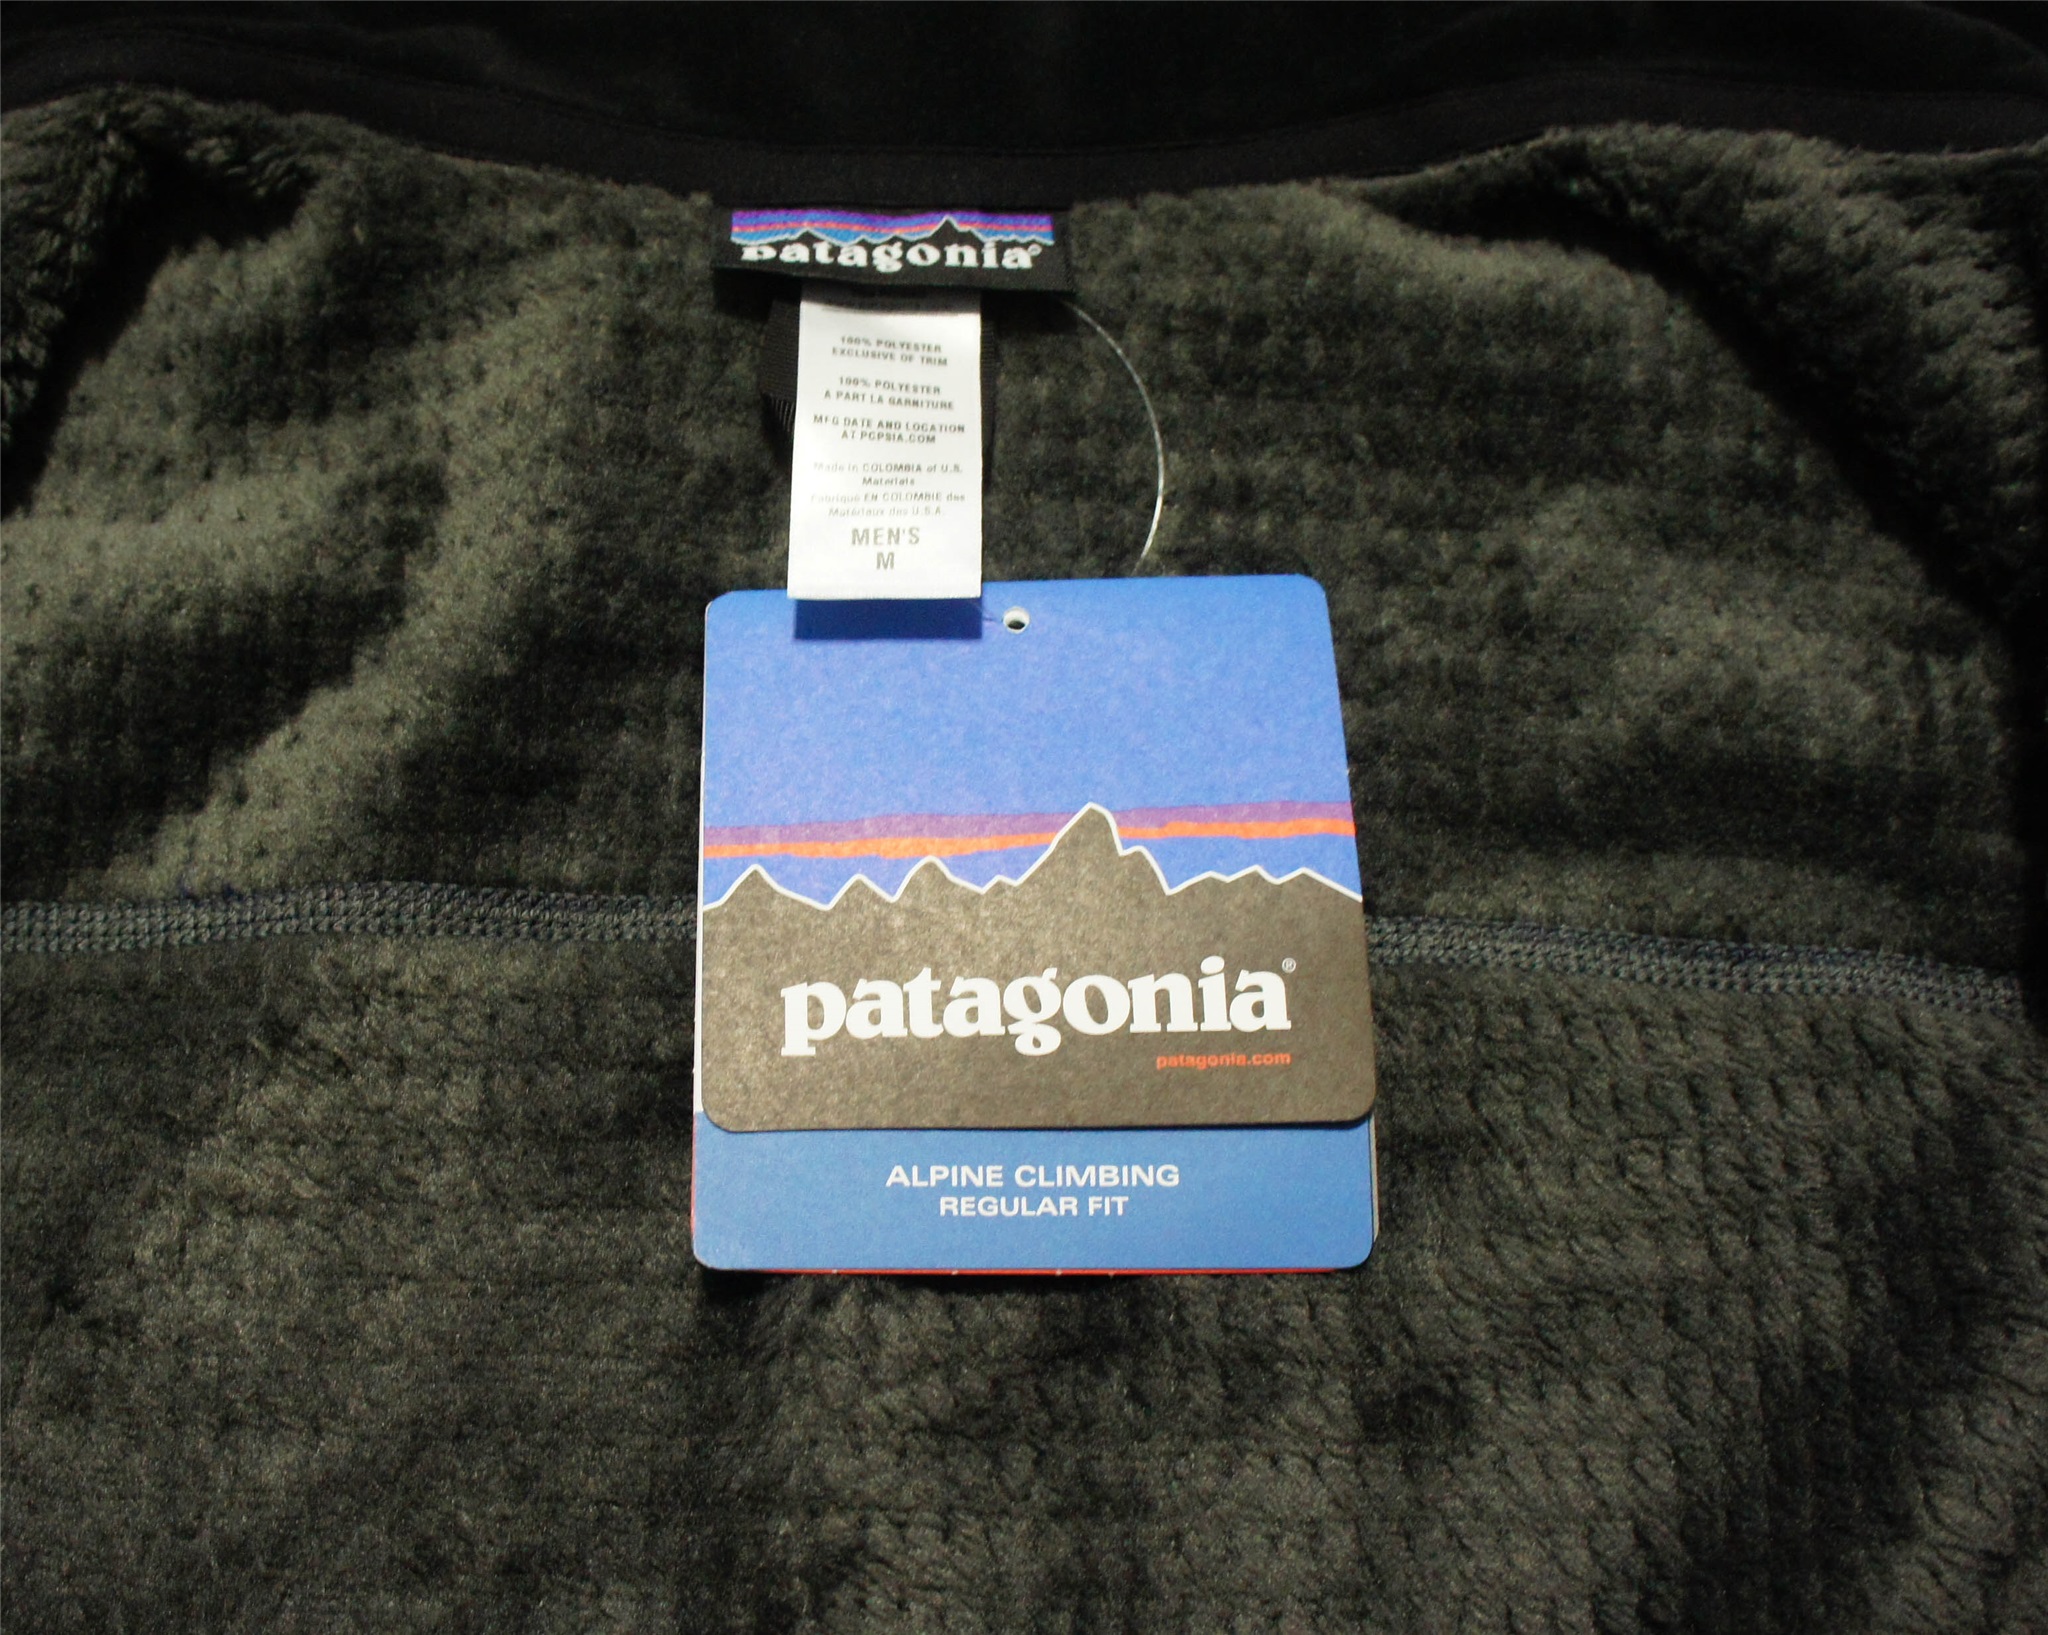 patagonia®
100% POLYESTER
EXCLUSIVE OF TRIM
100% POLYESTER
A PART LA GARNITURE
MFG DATE AND LOCATION
AT PCPSIA.COM
Made in COLOMBIA of U.S.
Materials
Fabriqué EN COLOMBIE des
Matériaux des U.S.A.
MEN'S
M
patagonia®
patagonia.com
ALPINE CLIMBING
REGULAR FIT